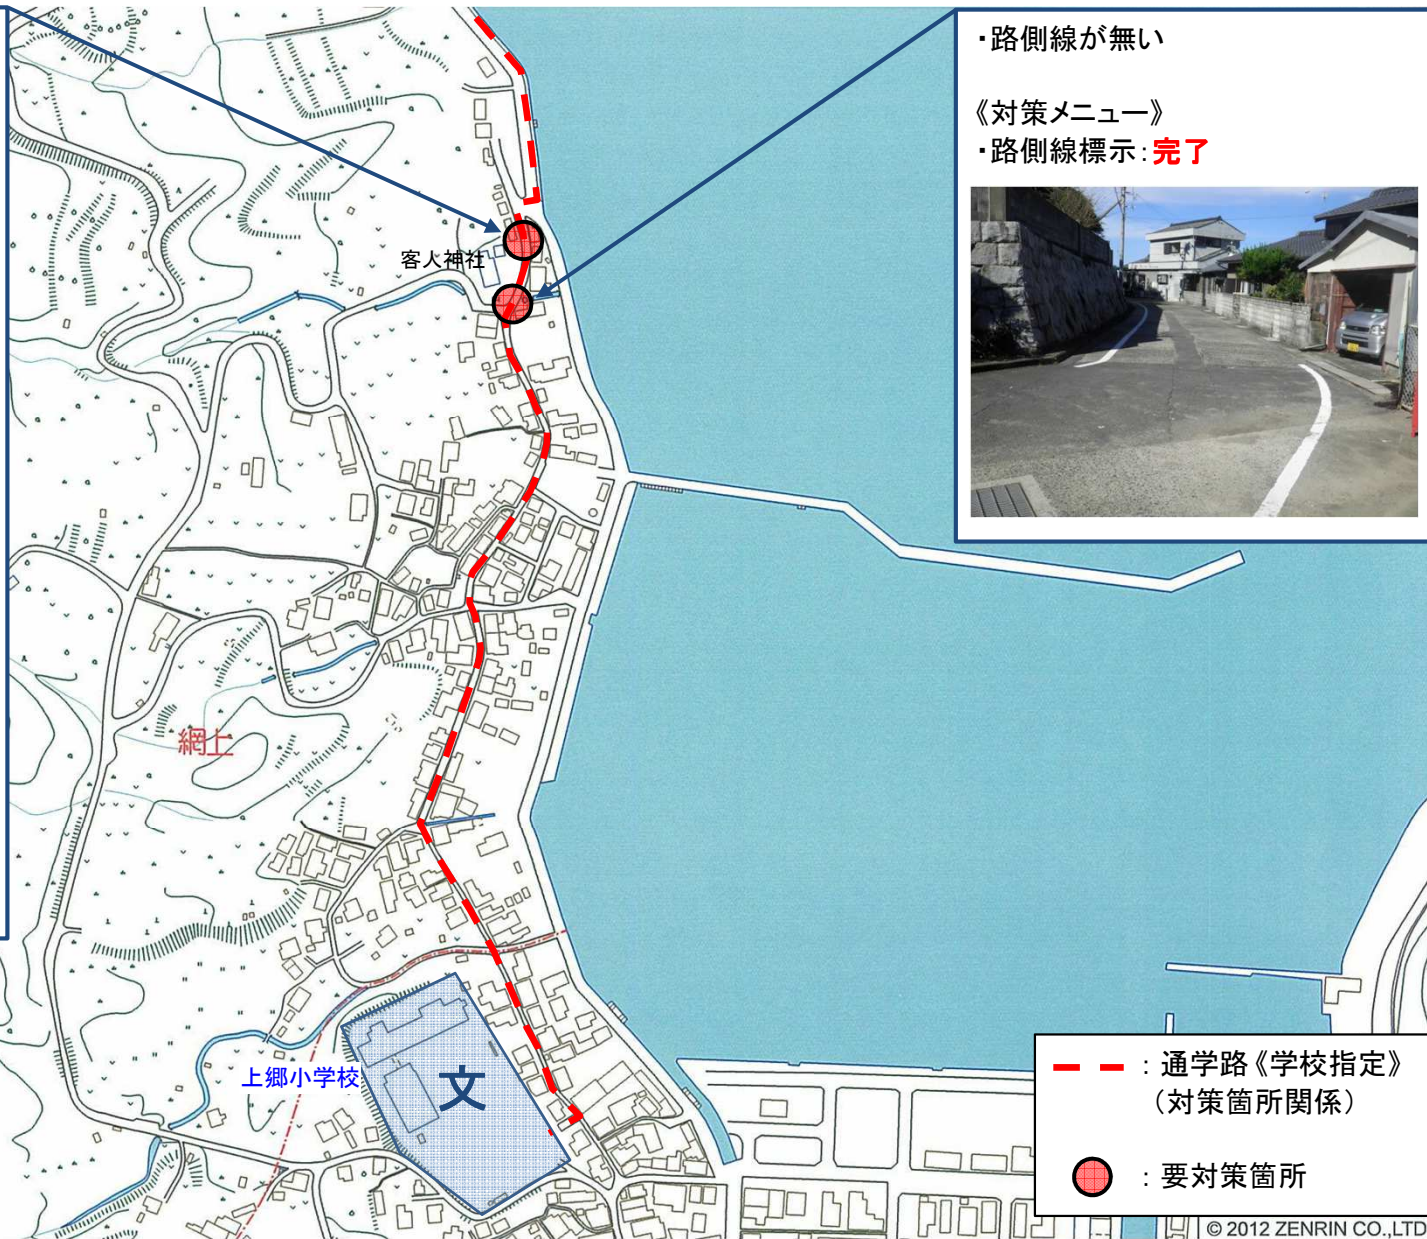 ・路側線が無い
《対策メニュー》
・路側線標示：完了
客人神社
網上
上郷小学校
文
：通学路《学校指定》
（対策箇所関係）
：要対策箇所
© 2012 ZENRIN CO.,LTD